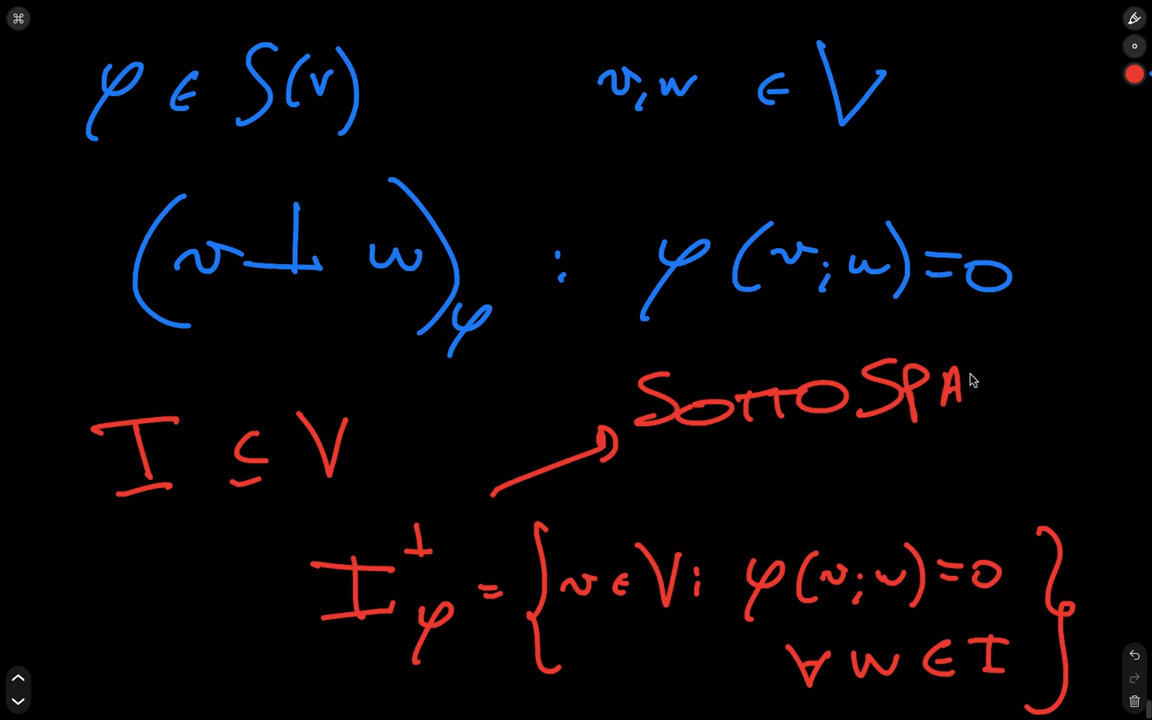 φ ∈ S(V) v, w ∈ V
(v ⊥ w)_φ : φ(v; w) = 0
SOTTOSPA
I ⊆ V
I^⊥_φ = { v ∈ V : φ(v; w) = 0
∀ w ∈ I }